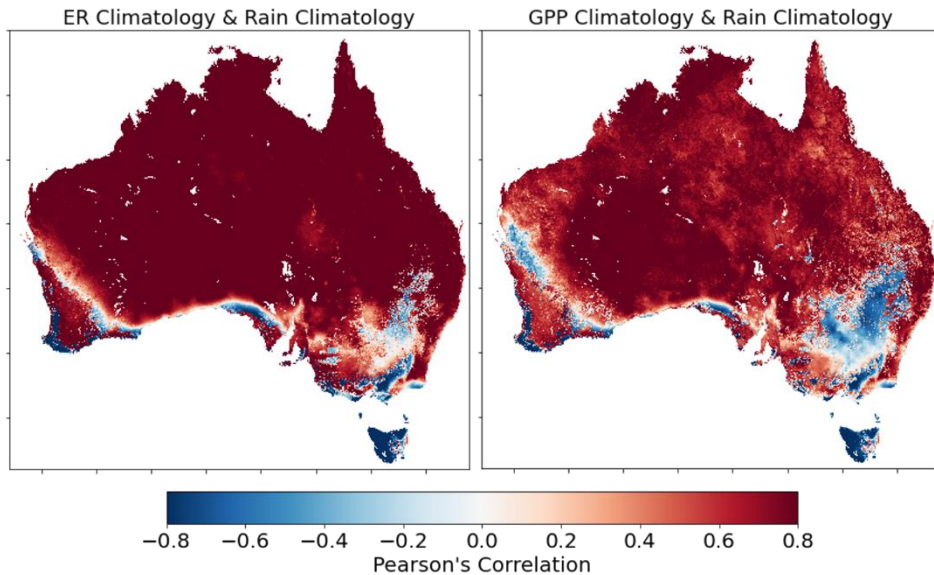 ER Climatology & Rain Climatology
GPP Climatology & Rain Climatology
−0.8 −0.6 −0.4 −0.2 0.0 0.2 0.4 0.6 0.8
Pearson's Correlation